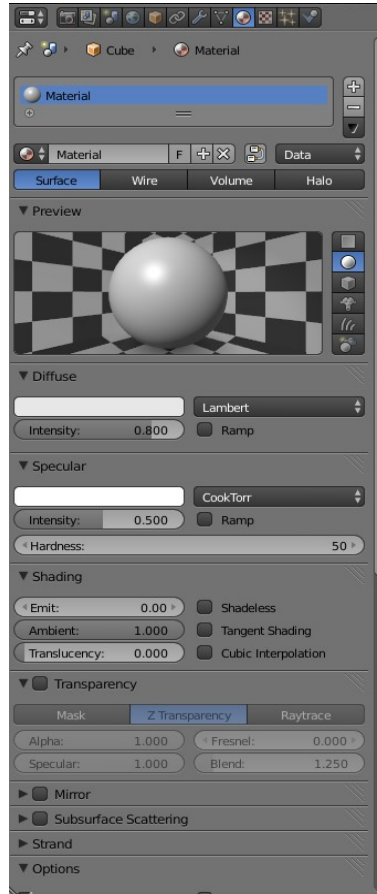 Cube Material
Material
Material F Data
Surface Wire Volume Halo
Preview
Diffuse
Lambert
Intensity: 0.800 Ramp
Specular
CookTorr
Intensity: 0.500 Ramp
Hardness: 50
Shading
Emit: 0.00 Shadeless
Ambient: 1.000 Tangent Shading
Translucency: 0.000 Cubic Interpolation
Transparency
Mask Z Transparency Raytrace
Alpha: 1.000 Fresnel: 0.000
Specular: 1.000 Blend: 1.250
Mirror
Subsurface Scattering
Strand
Options